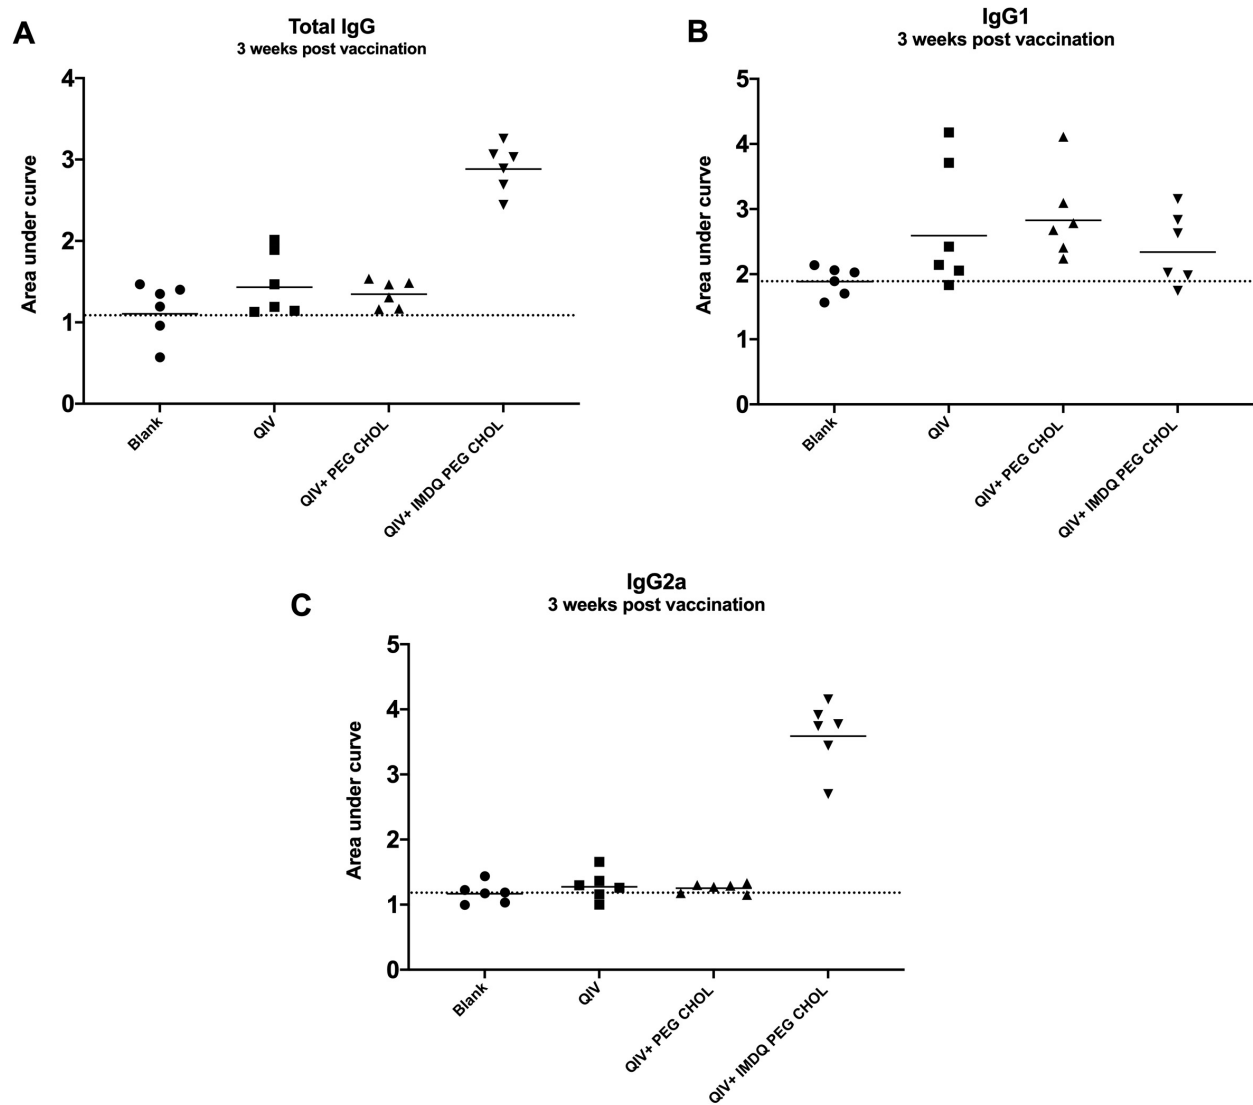 A
Total IgG
3 weeks post vaccination
Area under curve
4
3
2
1
0
Blank
QIV
QIV+ PEG CHOL
QIV+ IMDQ PEG CHOL
B
IgG1
3 weeks post vaccination
Area under curve
5
4
3
2
1
0
Blank
QIV
QIV+ PEG CHOL
QIV+ IMDQ PEG CHOL
C
IgG2a
3 weeks post vaccination
Area under curve
5
4
3
2
1
0
Blank
QIV
QIV+ PEG CHOL
QIV+ IMDQ PEG CHOL